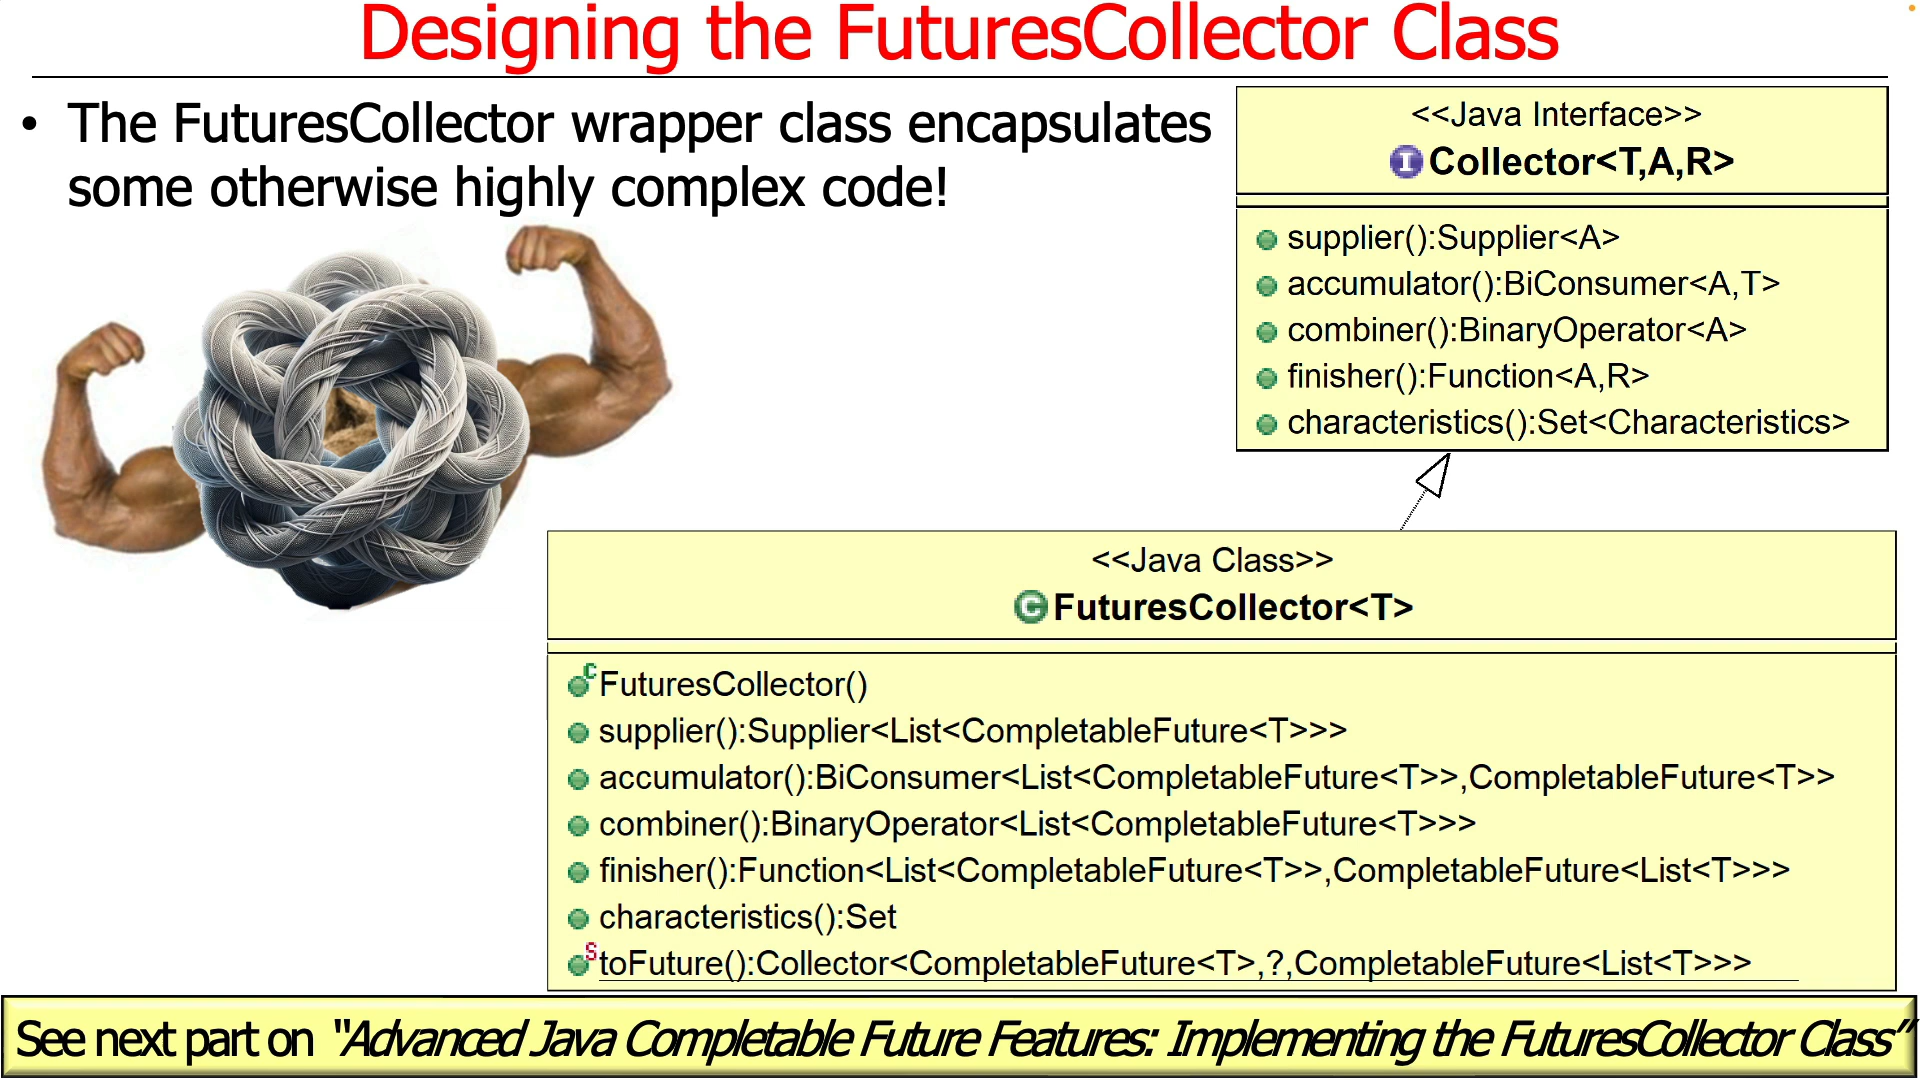 Designing the FuturesCollector Class
• The FuturesCollector wrapper class encapsulates
some otherwise highly complex code!
<<Java Interface>>
I Collector<T,A,R>
supplier():Supplier<A>
accumulator():BiConsumer<A,T>
combiner():BinaryOperator<A>
finisher():Function<A,R>
characteristics():Set<Characteristics>
<<Java Class>>
C FuturesCollector<T>
C FuturesCollector()
supplier():Supplier<List<CompletableFuture<T>>>
accumulator():BiConsumer<List<CompletableFuture<T>>,CompletableFuture<T>>
combiner():BinaryOperator<List<CompletableFuture<T>>>
finisher():Function<List<CompletableFuture<T>>,CompletableFuture<List<T>>>
characteristics():Set
S toFuture():Collector<CompletableFuture<T>,?,CompletableFuture<List<T>>>
See next part on “Advanced Java Completable Future Features: Implementing the FuturesCollector Class”